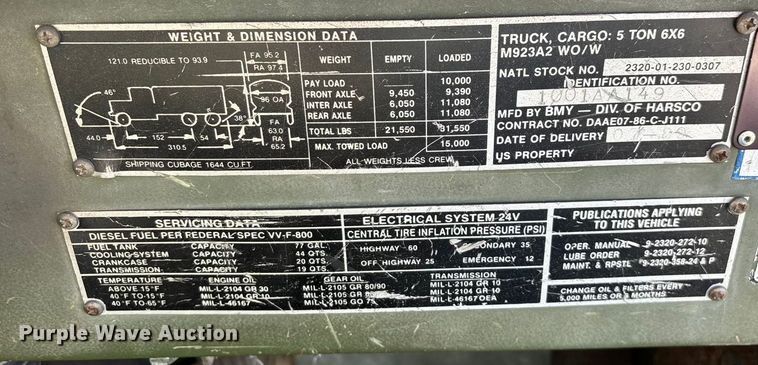 WEIGHT & DIMENSION DATA
121.0 REDUCIBLE TO 93.9
FA 95.2
RA 97.4
46°
96 OA
38°
44.0
152
54
310.5
FA
63.0
RA
65.2
SHIPPING CUBAGE 1644 CU.FT.
WEIGHT EMPTY LOADED
PAY LOAD 10,000
FRONT AXLE 9,450 9,390
INTER AXLE 6,050 11,080
REAR AXLE 6,050 11,080
TOTAL LBS 21,550 31,550
MAX. TOWED LOAD 15,000
ALL WEIGHTS LESS CREW
TRUCK, CARGO: 5 TON 6X6
M923A2 WO/W
NATL STOCK NO. 2320-01-230-0307
IDENTIFICATION NO.
MFD BY BMY – DIV. OF HARSCO
CONTRACT NO. DAAE07-86-C-J111
DATE OF DELIVERY
US PROPERTY
SERVICING DATA
DIESEL FUEL PER REDERAL SPEC VV-F-800
FUEL TANK CAPACITY 77 GAL.
COOLING SYSTEM CAPACITY 44 QTS.
CRANKCASE CAPACITY 20 QTS
TRANSMISSION CAPACITY 19 QTS
ELECTRICAL SYSTEM 24V
CENTRAL TIRE INFLATION PRESSURE (PSI)
HIGHWAY 60 ONDARY 35
OFF HIGHWAY 25 EMERGENCY 12
TEMPERATURE ENGINE OIL GEAR OIL TRANSMISSION
ABOVE 15°F MIL-L-2104 GR 30 MIL-L-2105 GR 80/90 MIL-L-2104 GR 10
40°F TO-15°F MIL-L-2104 GR 10 MIL-L-2105 GR MIL-L-2104 GR 10
40°F TO-65°F MIL-L-46167 MIL-L-2105 GO 75 MIL-L-46167 OEA
PUBLICATIONS APPLYING
TO THIS VEHICLE
OPER. MANUAL 9-2320-272-10
LUBE ORDER 9-2320-272-12
MAINT. & RPSTL 9-2320-358-24 & P
CHANGE OIL & FILTERS EVERY
5,000 MILES OR MONTHS
Purple Wave Auction